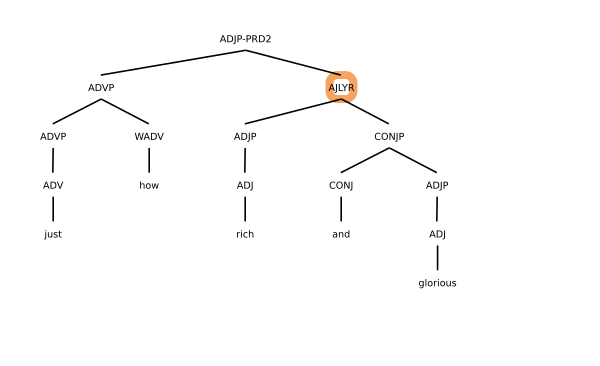 ADJP-PRD2
ADVP AJLYR
ADVP WADV ADJP CONJP
ADV how ADJ CONJ ADJP
just rich and ADJ
glorious